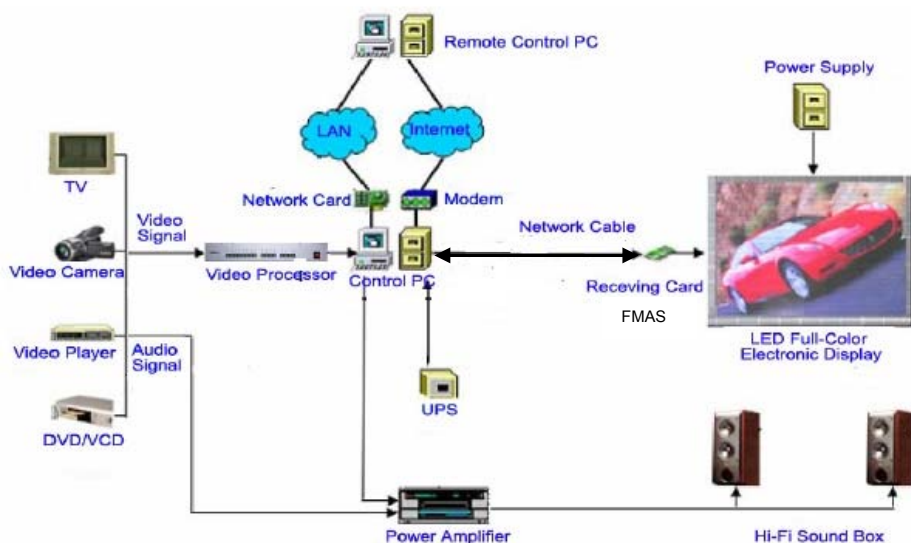 Remote Control PC
Power Supply
LAN
Internet
TV
Network Card
Modem
Video
Signal
Network Cable
Video Camera
Video Processor
Control PC
Receving Card
FMAS
LED Full-Color
Electronic Display
Video Player
Audio
Signal
UPS
DVD/VCD
Power Amplifier
Hi-Fi Sound Box